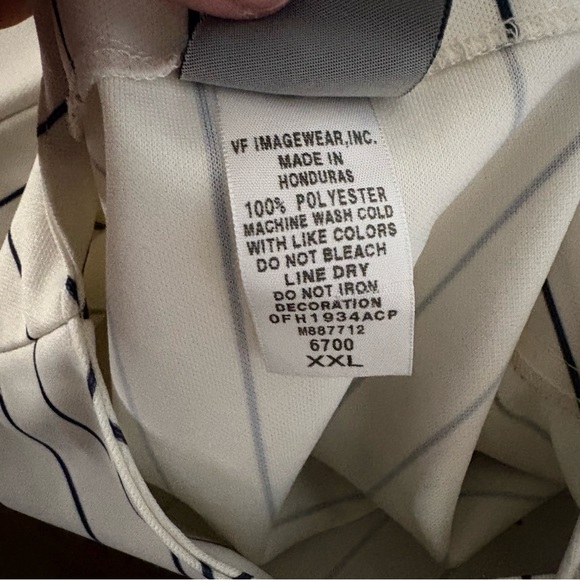 VF IMAGEWEAR,INC.
MADE IN
HONDURAS
100% POLYESTER
MACHINE WASH COLD
WITH LIKE COLORS
DO NOT BLEACH
LINE DRY
DO NOT IRON
DECORATION
0FH1934ACP
M887712
6700
XXL